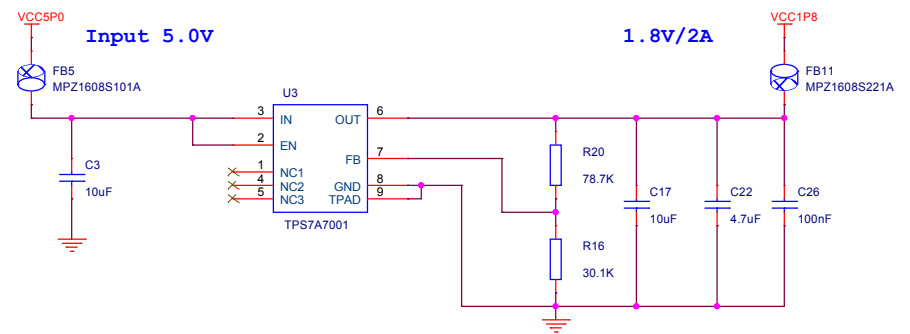 VCC5P0
Input 5.0V
1.8V/2A
VCC1P8
FB5
MPZ1608S101A
FB11
MPZ1608S221A
U3
3 IN OUT 6
2 EN
FB 7
1 NC1
4 NC2 GND 8
5 NC3 TPAD 9
TPS7A7001
C3
10uF
R20
78.7K
C17
10uF
C22
4.7uF
C26
100nF
R16
30.1K